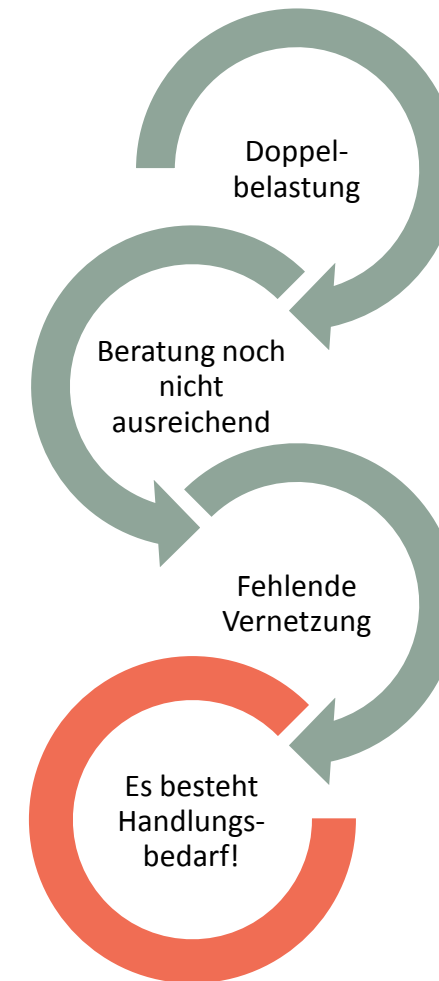 Doppel-
belastung
Beratung noch
nicht
ausreichend
Fehlende
Vernetzung
Es besteht
Handlungs-
bedarf!